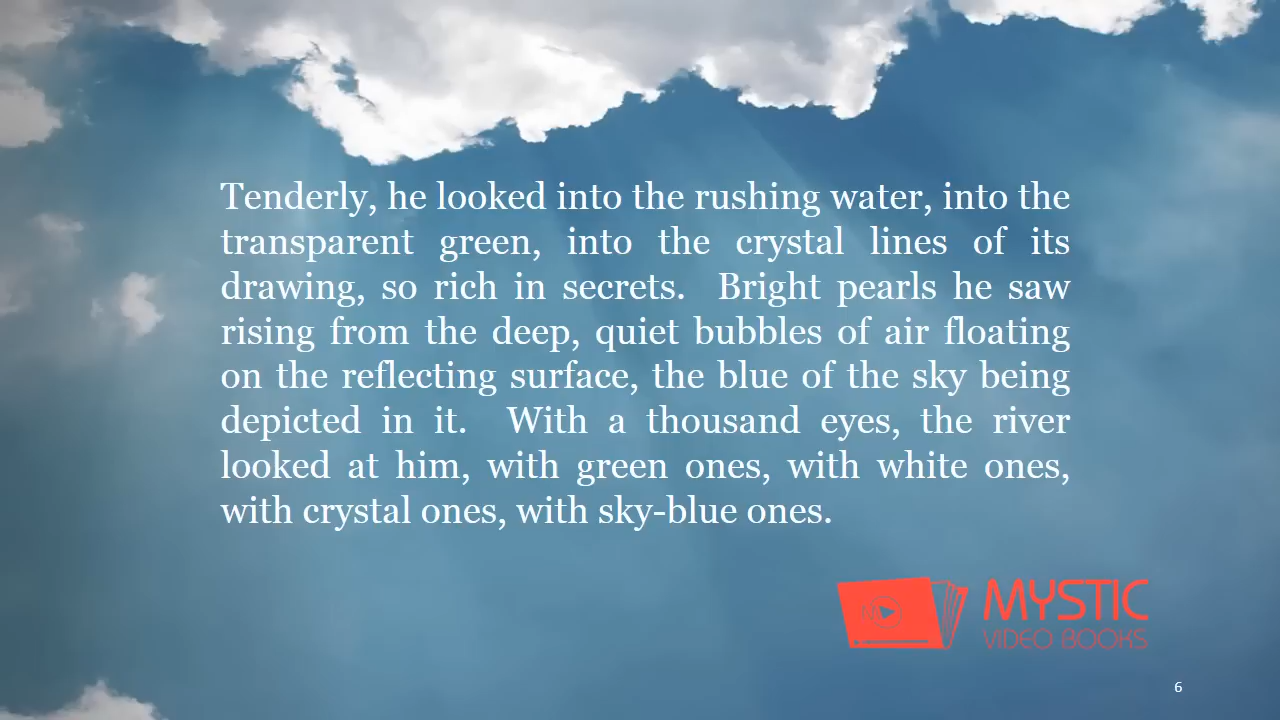 Tenderly, he looked into the rushing water, into the
transparent green, into the crystal lines of its
drawing, so rich in secrets.  Bright pearls he saw
rising from the deep, quiet bubbles of air floating
on the reflecting surface, the blue of the sky being
depicted in it.  With a thousand eyes, the river
looked at him, with green ones, with white ones,
with crystal ones, with sky-blue ones.
MYSTIC
VIDEO BOOKS
6